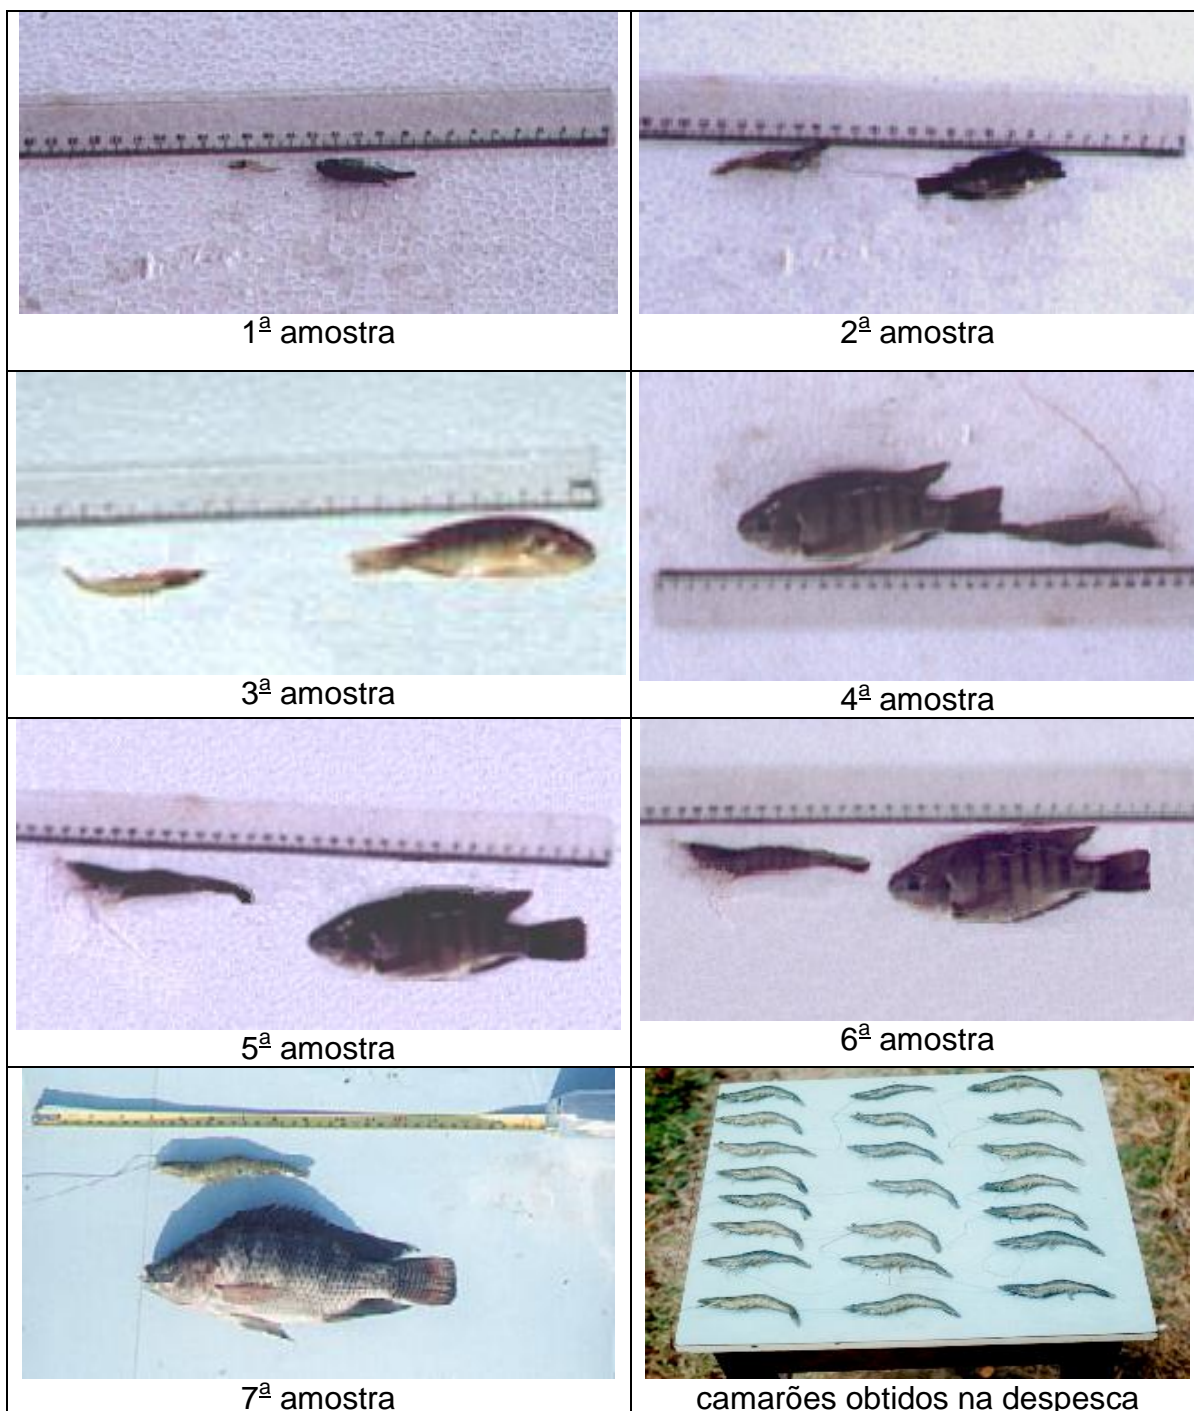 1ª amostra
2ª amostra
3ª amostra
4ª amostra
5ª amostra
6ª amostra
7ª amostra
camarões obtidos na despesca